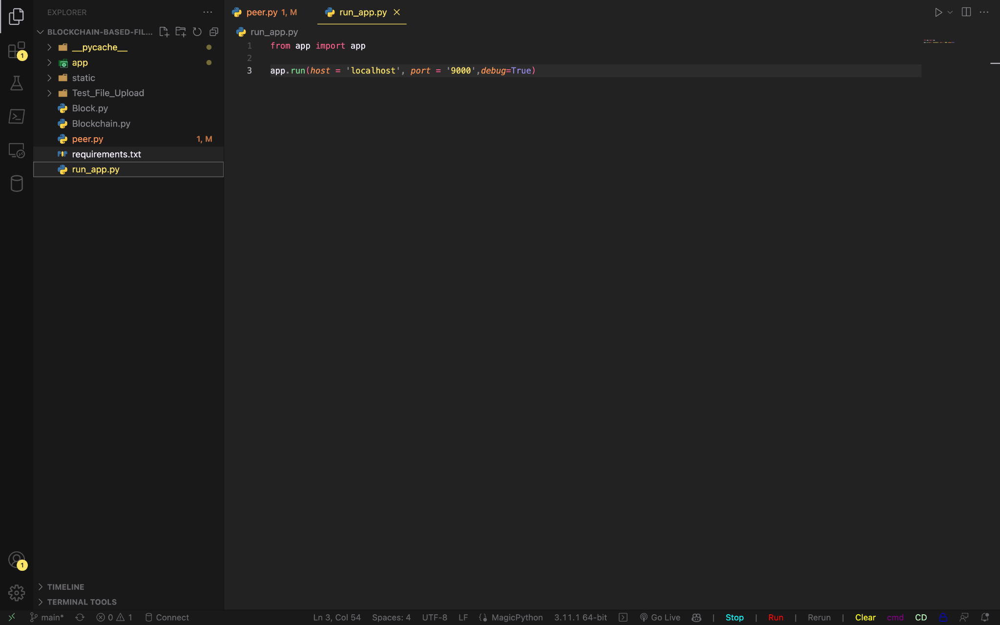 EXPLORER
BLOCKCHAIN-BASED-FIL...
__pycache__
app
static
Test_File_Upload
Block.py
Blockchain.py
peer.py 1, M
requirements.txt
run_app.py
TIMELINE
TERMINAL TOOLS
1
1
peer.py 1, M
run_app.py
run_app.py
1 from app import app
2
3 app.run(host = 'localhost', port = '9000',debug=True)
main* 0 1 Connect Ln 3, Col 54 Spaces: 4 UTF-8 LF MagicPython 3.11.1 64-bit Go Live | Stop | Run | Rerun | Clear cmd CD